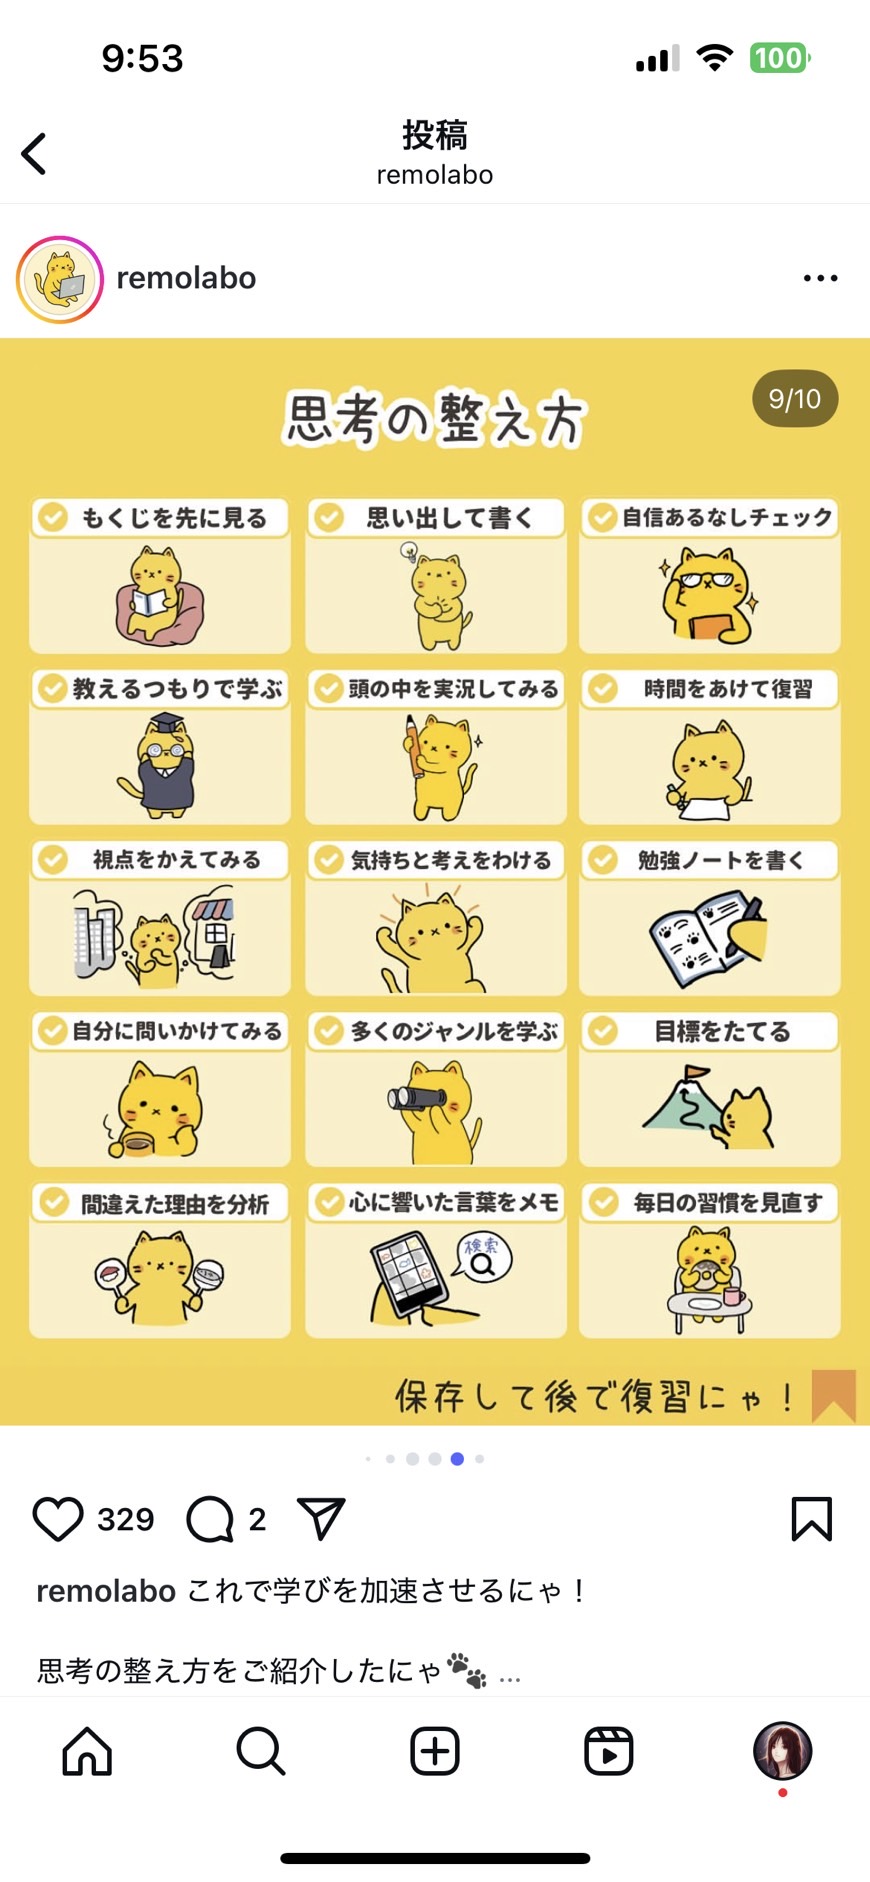 9:53
100
投稿
remolabo
remolabo
思考の整え方
9/10
もくじを先に見る
思い出して書く
自信あるなしチェック
教えるつもりで学ぶ
頭の中を実況してみる
時間をあけて復習
視点をかえてみる
気持ちと考えをわける
勉強ノートを書く
自分に問いかけてみる
多くのジャンルを学ぶ
目標をたてる
間違えた理由を分析
心に響いた言葉をメモ
検索
毎日の習慣を見直す
保存して後で復習にゃ！
329
2
remolabo これで学びを加速させるにゃ！
思考の整え方をご紹介したにゃ🐾 ...